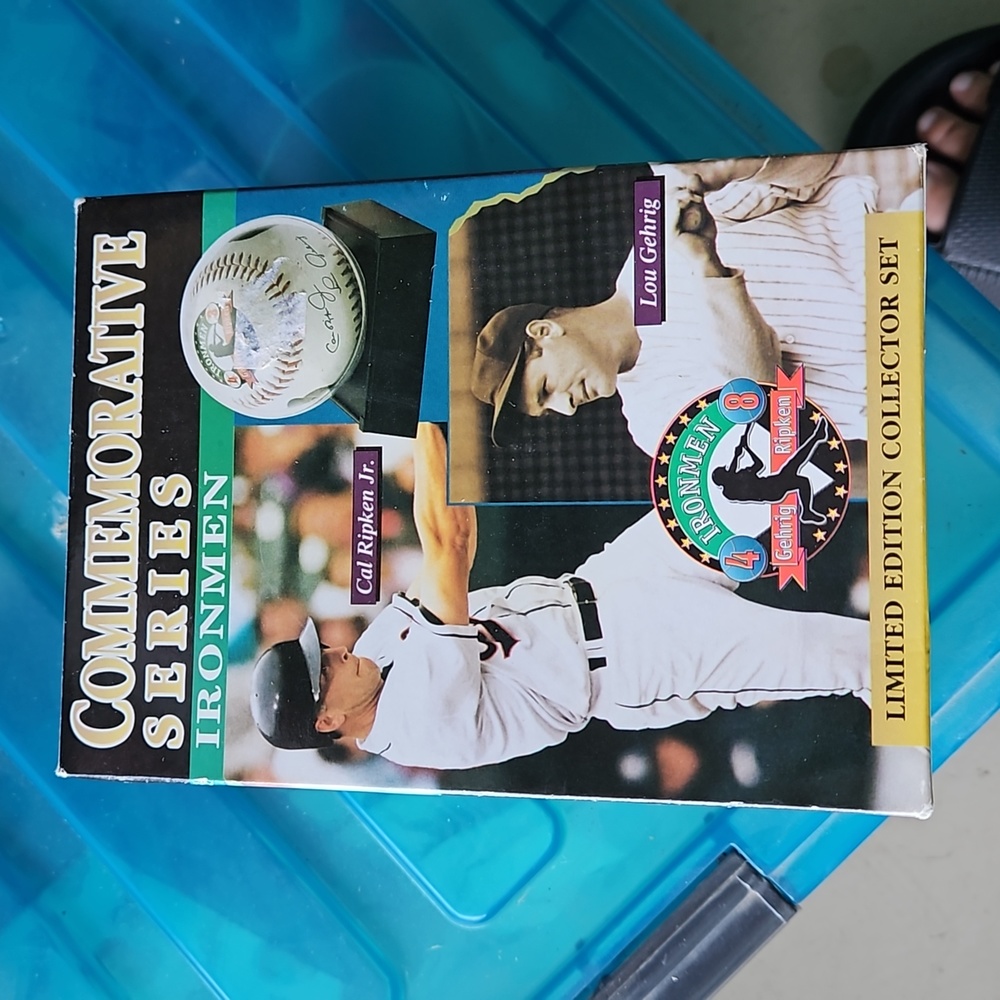 COMMEMORATIVE
SERIES
IRONMEN
Cal Ripken Jr.
Lou Gehrig
IRONMEN
4
8
Gehrig
Ripken
LIMITED EDITION COLLECTOR SET